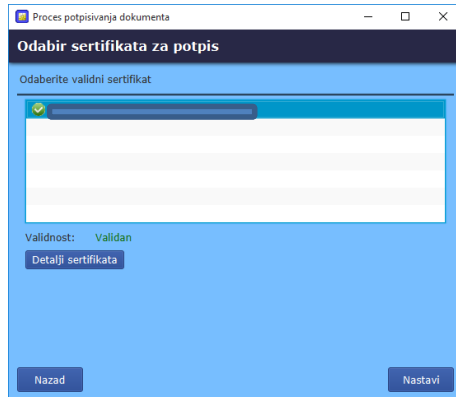 Proces potpisivanja dokumenta
Odabir sertifikata za potpis
Odaberite validni sertifikat
Validnost: Validan
Detalji sertifikata
Nazad Nastavi